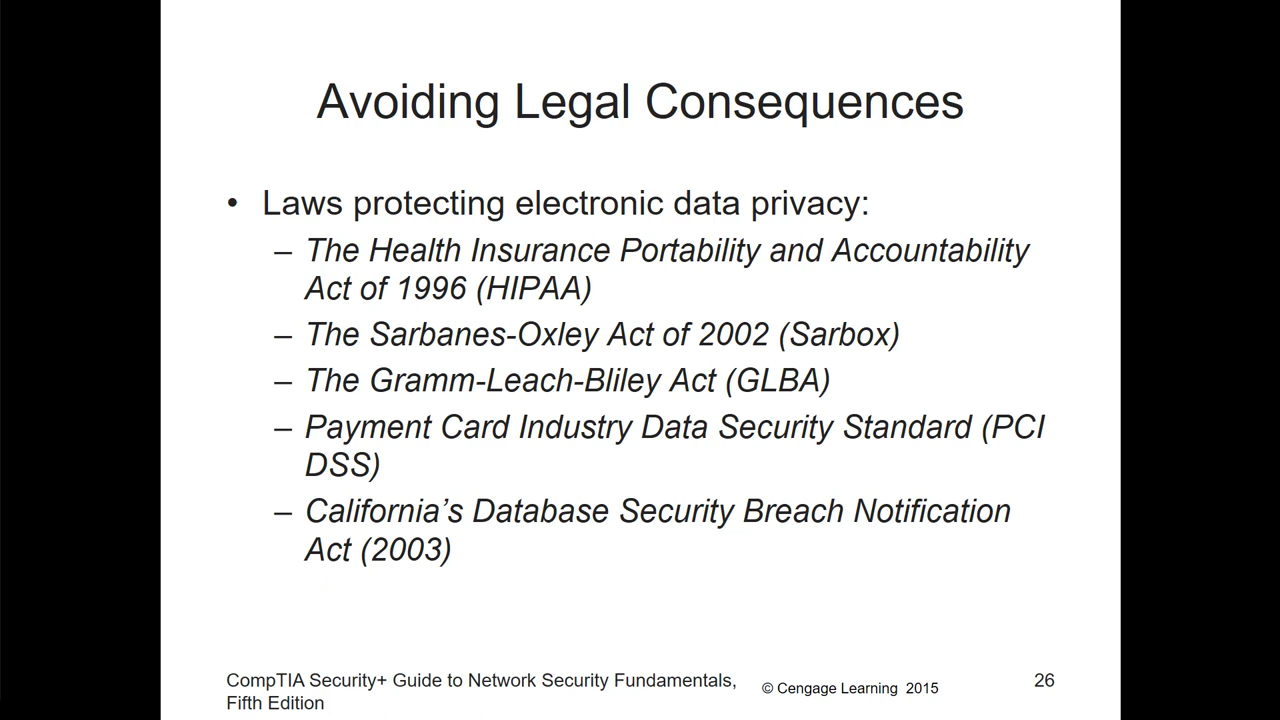 Avoiding Legal Consequences
• Laws protecting electronic data privacy:
– The Health Insurance Portability and Accountability
Act of 1996 (HIPAA)
– The Sarbanes-Oxley Act of 2002 (Sarbox)
– The Gramm-Leach-Bliley Act (GLBA)
– Payment Card Industry Data Security Standard (PCI
DSS)
– California’s Database Security Breach Notification
Act (2003)
CompTIA Security+ Guide to Network Security Fundamentals,
Fifth Edition
© Cengage Learning 2015
26